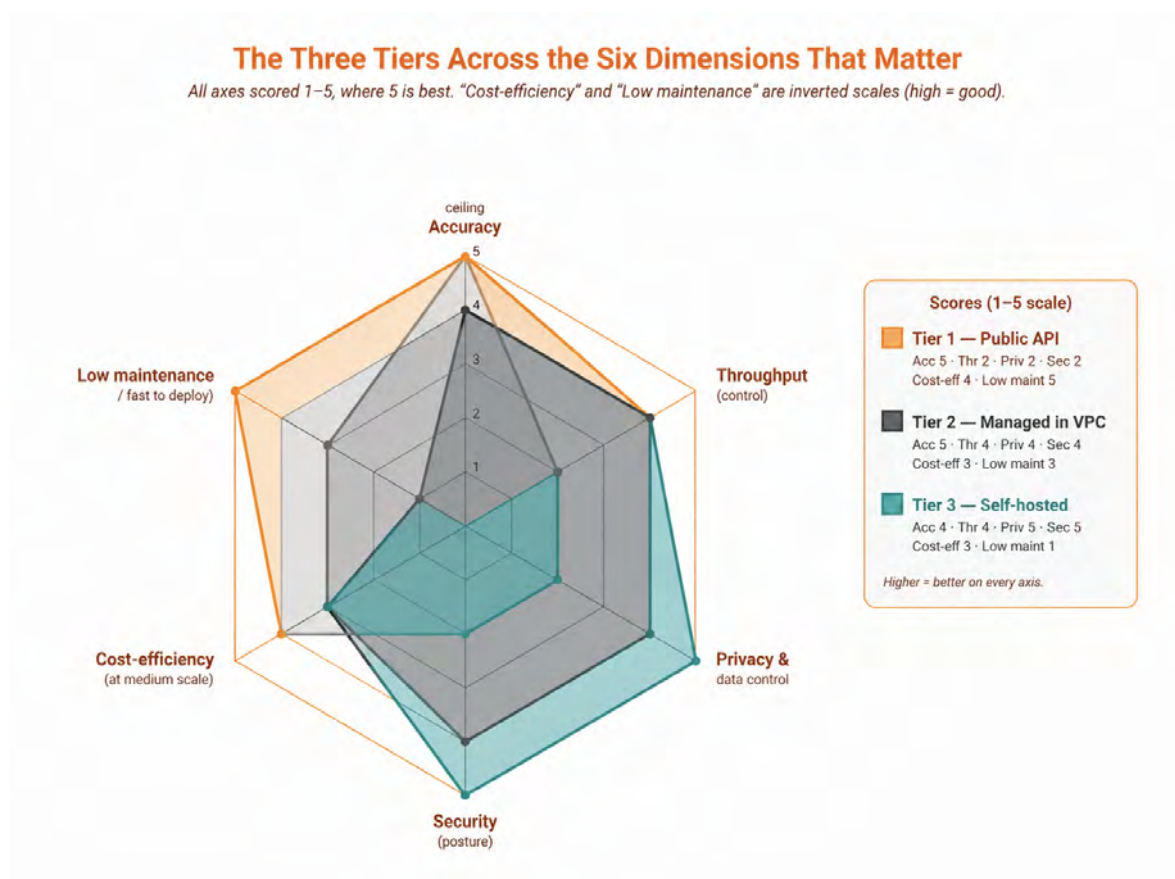 The Three Tiers Across the Six Dimensions That Matter
All axes scored 1–5, where 5 is best. “Cost-efficiency” and “Low maintenance” are inverted scales (high = good).
ceiling
Accuracy
5
4
3
2
1
Low maintenance
/ fast to deploy)
Throughput
(control)
Cost-efficiency
(at medium scale)
Privacy &
data control
Security
(posture)
Scores (1–5 scale)
Tier 1 — Public API
Acc 5 · Thr 2 · Priv 2 · Sec 2
Cost-eff 4 · Low maint 5
Tier 2 — Managed in VPC
Acc 5 · Thr 4 · Priv 4 · Sec 4
Cost-eff 3 · Low maint 3
Tier 3 — Self-hosted
Acc 4 · Thr 4 · Priv 5 · Sec 5
Cost-eff 3 · Low maint 1
Higher = better on every axis.